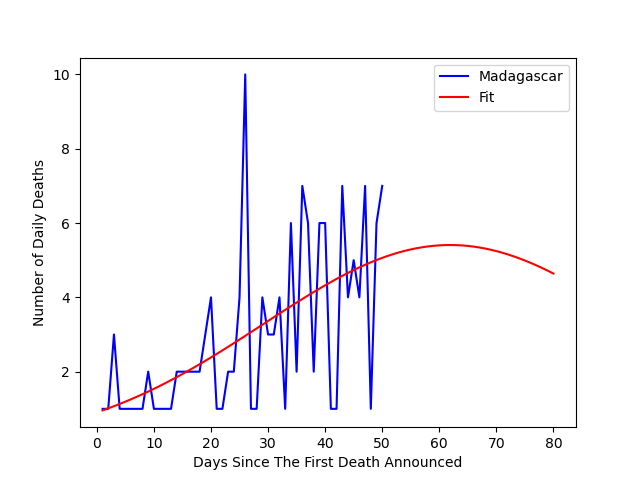 Madagascar
Fit
10
8
6
4
2
Number of Daily Deaths
0 10 20 30 40 50 60 70 80
Days Since The First Death Announced